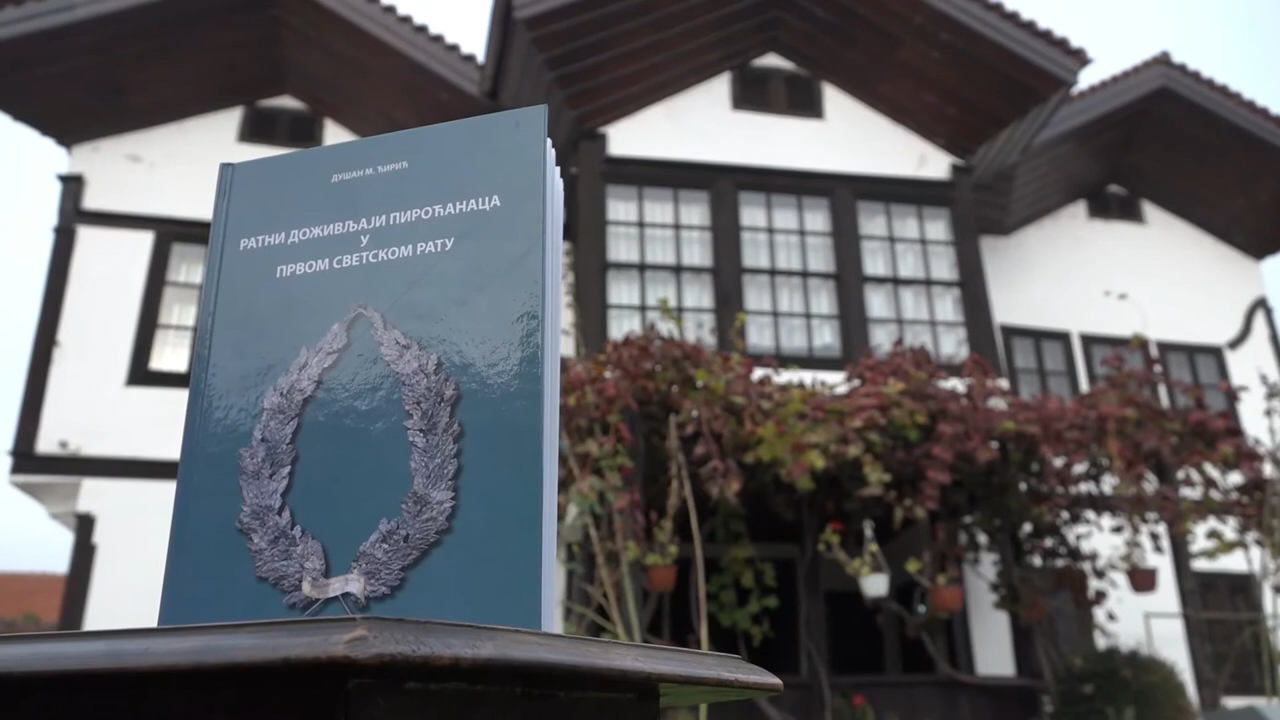 ДУШАН М. ЋИРИЋ
РАТНИ ДОЖИВЉАЈИ ПИРОЋАНАЦА
У
ПРВОМ СВЕТСКОМ РАТУ